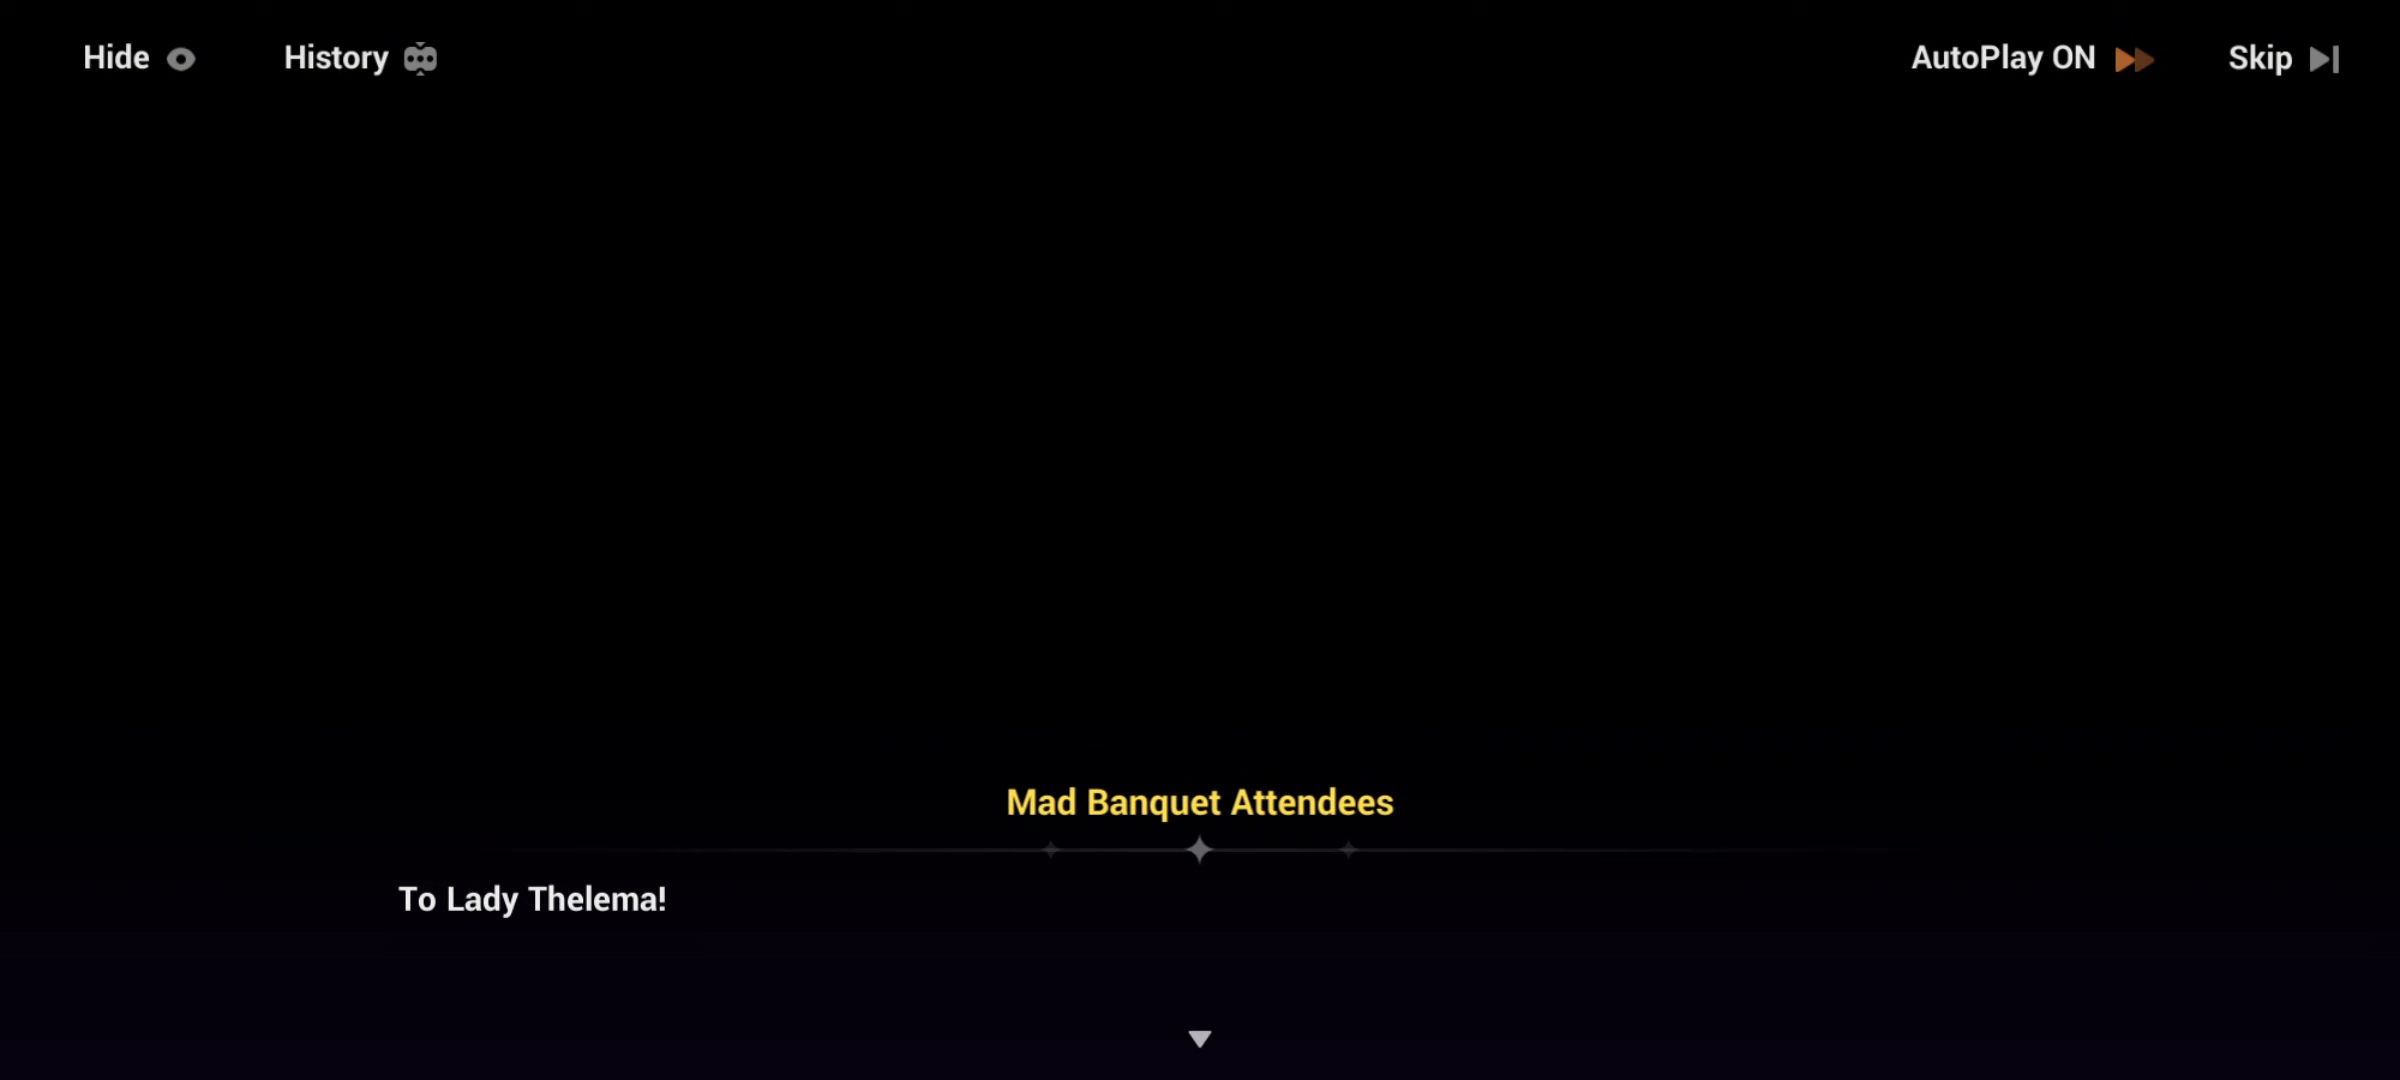 Hide
History
AutoPlay ON
Skip
Mad Banquet Attendees
To Lady Thelema!